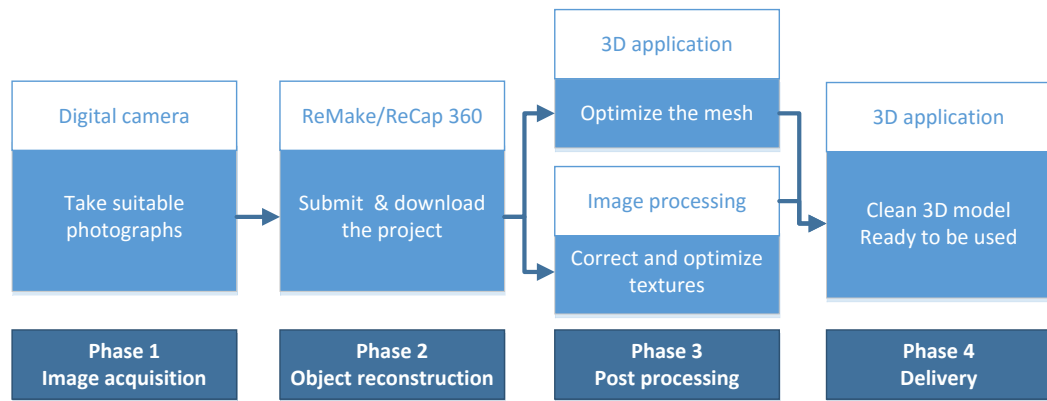 Digital camera
Take suitable
photographs
ReMake/ReCap 360
Submit & download
the project
3D application
Optimize the mesh
Image processing
Correct and optimize
textures
3D application
Clean 3D model
Ready to be used
Phase 1
Image acquisition
Phase 2
Object reconstruction
Phase 3
Post processing
Phase 4
Delivery